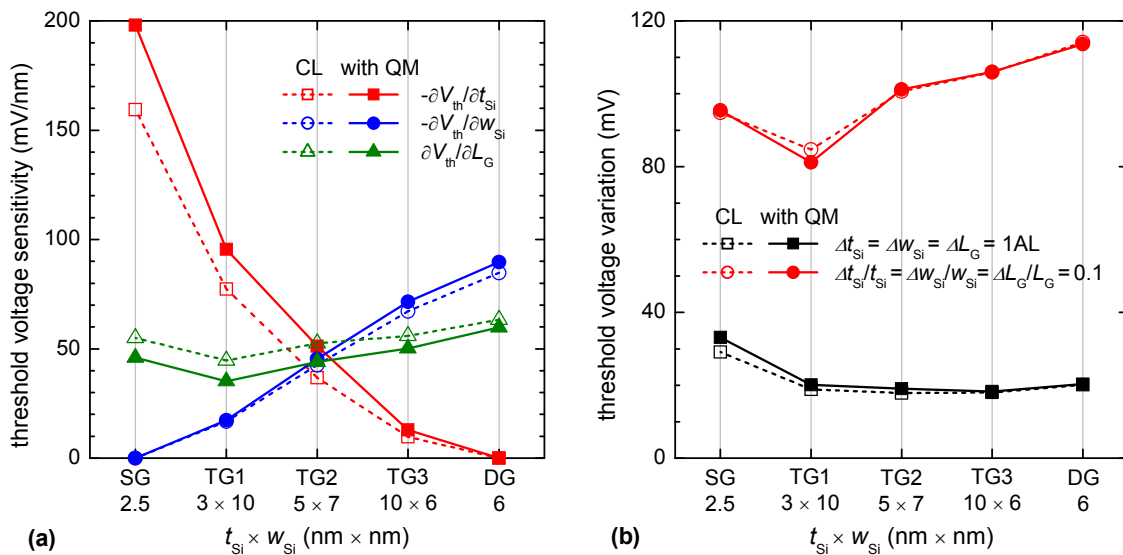 200
150
100
50
0
threshold voltage sensitivity (mV/nm)
CL with QM
-∂Vth/∂tSi
-∂Vth/∂wSi
∂Vth/∂LG
SG TG1 TG2 TG3 DG
2.5 3 × 10 5 × 7 10 × 6 6
(a) tSi × wSi (nm × nm)
120
80
40
0
threshold voltage variation (mV)
CL with QM
ΔtSi = ΔwSi = ΔLG = 1AL
ΔtSi/tSi = ΔwSi/wSi = ΔLG/LG = 0.1
SG TG1 TG2 TG3 DG
2.5 3 × 10 5 × 7 10 × 6 6
(b) tSi × wSi (nm × nm)